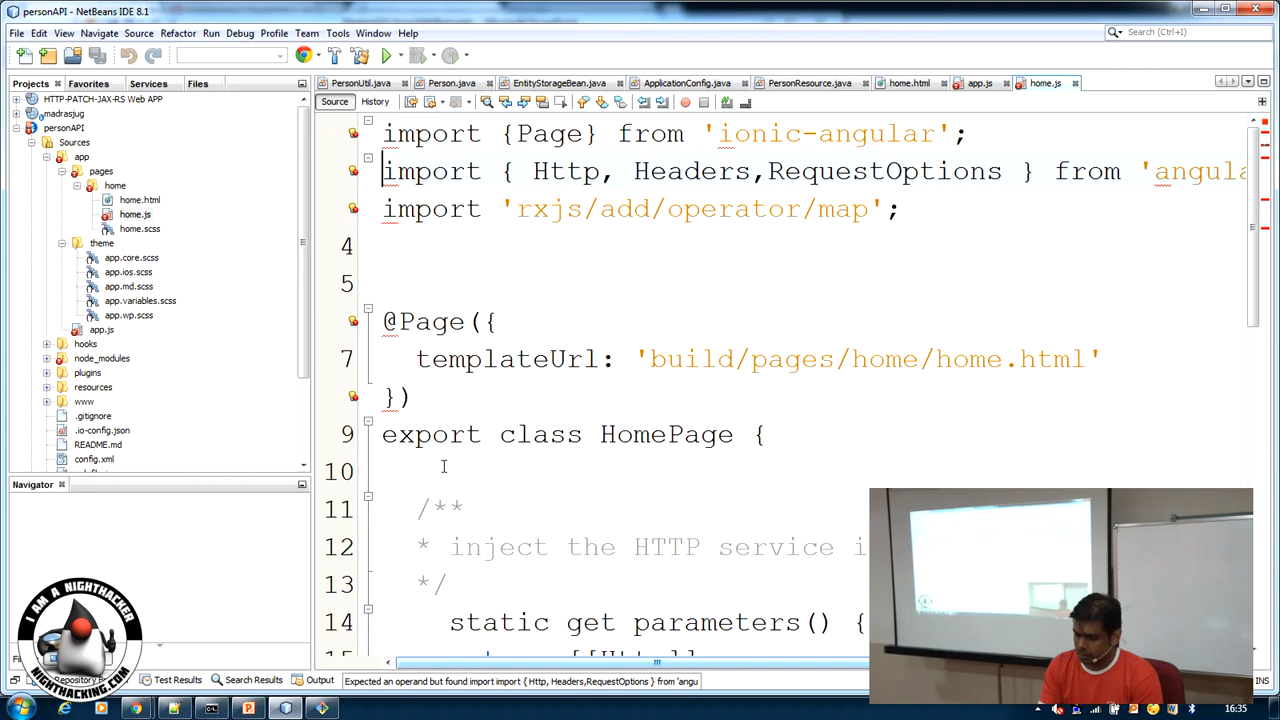 personAPI - NetBeans IDE 8.1
File Edit View Navigate Source Refactor Run Debug Profile Team Tools Window Help
Search (Ctrl+I)
Projects Favorites Services Files
PersonUtil.java Person.java EntityStorageBean.java ApplicationConfig.java PersonResource.java home.html app.js home.js
Source History
HTTP-PATCH-JAX-RS Web APP
madrasjug
personAPI
Sources
app
pages
home
home.html
home.js
home.scss
theme
app.core.scss
app.ios.scss
app.md.scss
app.variables.scss
app.wp.scss
app.js
hooks
node_modules
plugins
resources
www
.gitignore
.io-config.json
README.md
config.xml
Navigator
import {Page} from 'ionic-angular';
import { Http, Headers,RequestOptions } from 'angula
import 'rxjs/add/operator/map';
4
5
@Page({
7 templateUrl: 'build/pages/home/home.html'
})
9 export class HomePage {
10
11 /**
12 * inject the HTTP service i
13 */
14 static get parameters() {
I AM A NIGHTHACKER
NIGHTHACKING.COM
Test Results Search Results Output
Expected an operand but found import import { Http, Headers,RequestOptions } from 'angu
INS
16:35